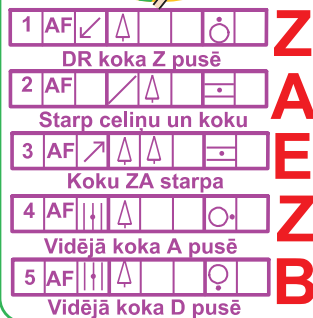 1 AF Z
DR koka Z pusē
2 AF A
Starp celiņu un koku
3 AF E
Koku ZA starpa
4 AF Z
Vidējā koka A pusē
5 AF B
Vidējā koka D pusē